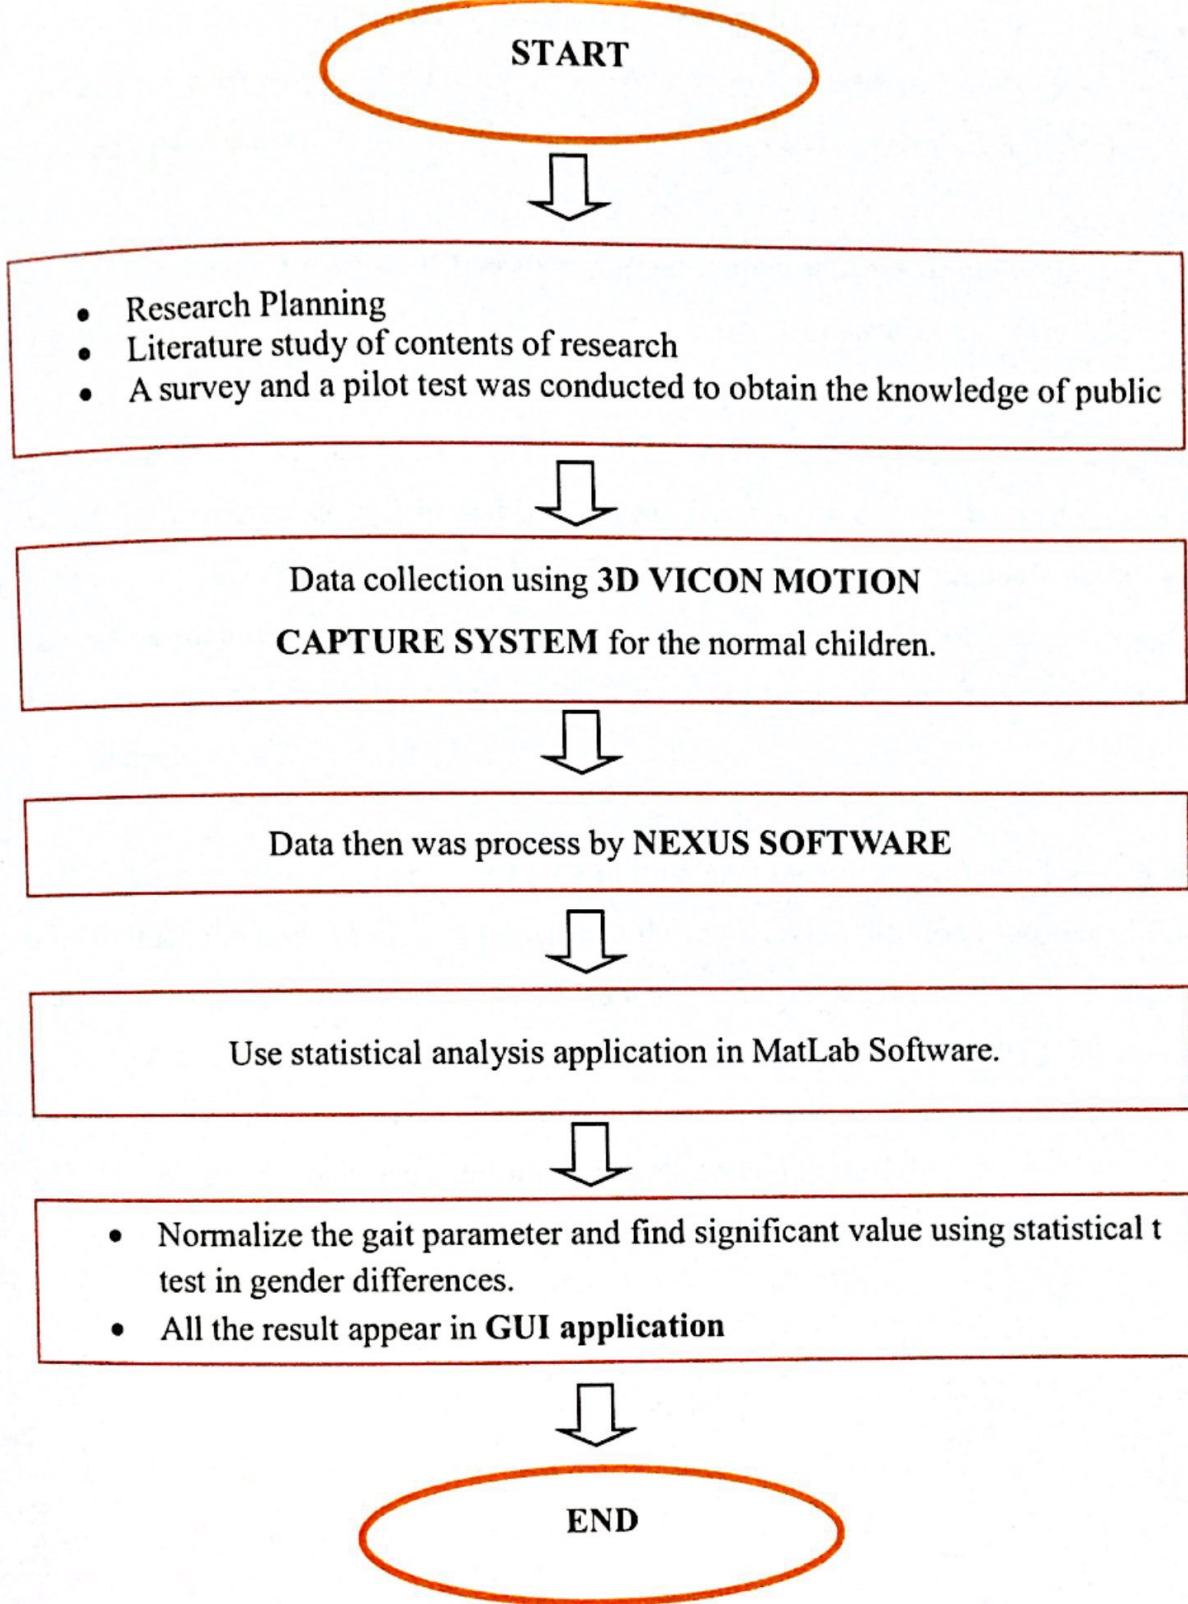 START
• Research Planning
• Literature study of contents of research
• A survey and a pilot test was conducted to obtain the knowledge of public
Data collection using 3D VICON MOTION
CAPTURE SYSTEM for the normal children.
Data then was process by NEXUS SOFTWARE
Use statistical analysis application in MatLab Software.
• Normalize the gait parameter and find significant value using statistical t
test in gender differences.
• All the result appear in GUI application
END